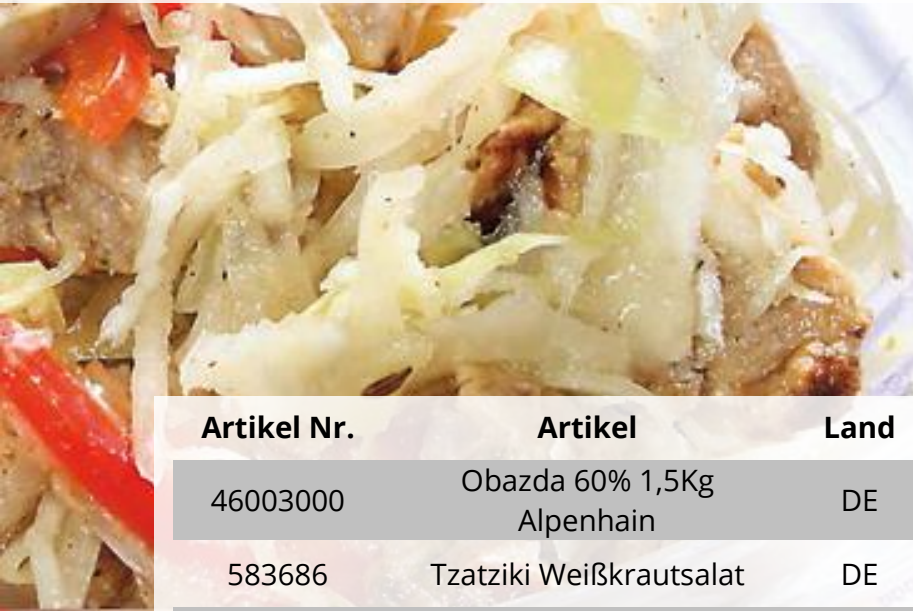 Artikel Nr. Artikel Land
46003000 Obazda 60% 1,5Kg
Alpenhain DE
583686 Tzatziki Weißkrautsalat DE